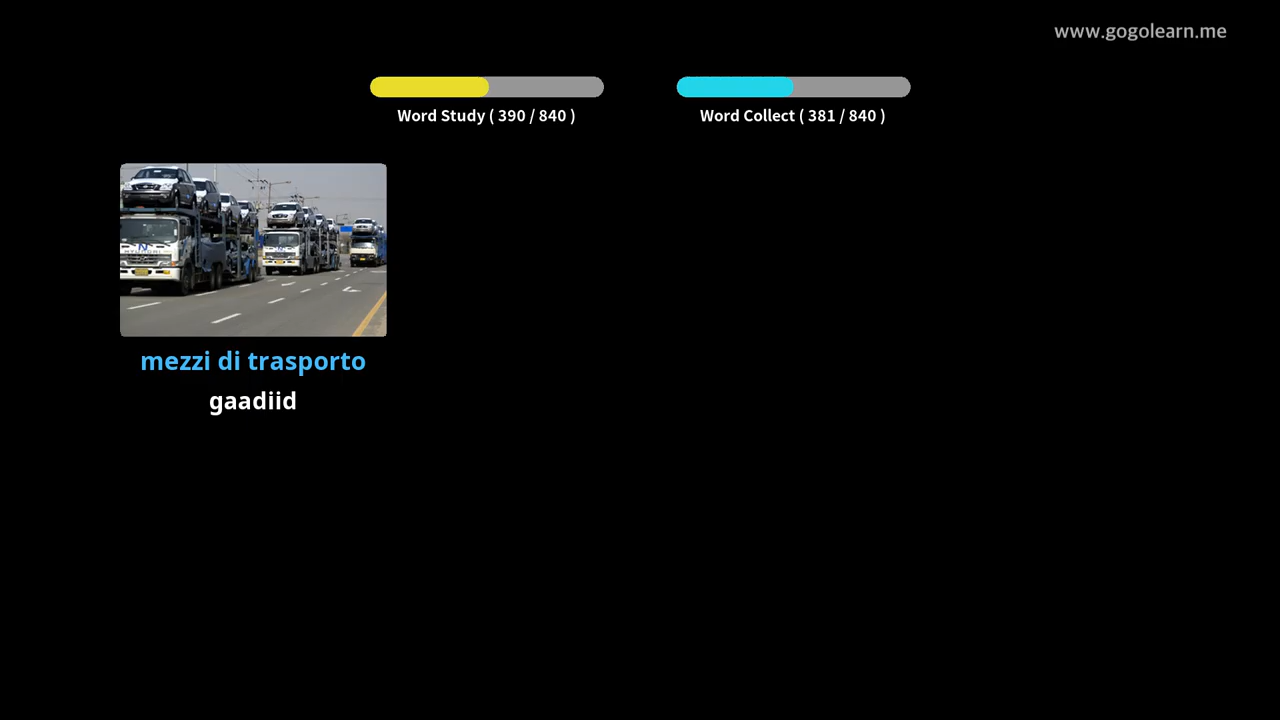 www.gogolearn.me
Word Study ( 390 / 840 )
Word Collect ( 381 / 840 )
mezzi di trasporto
gaadiid